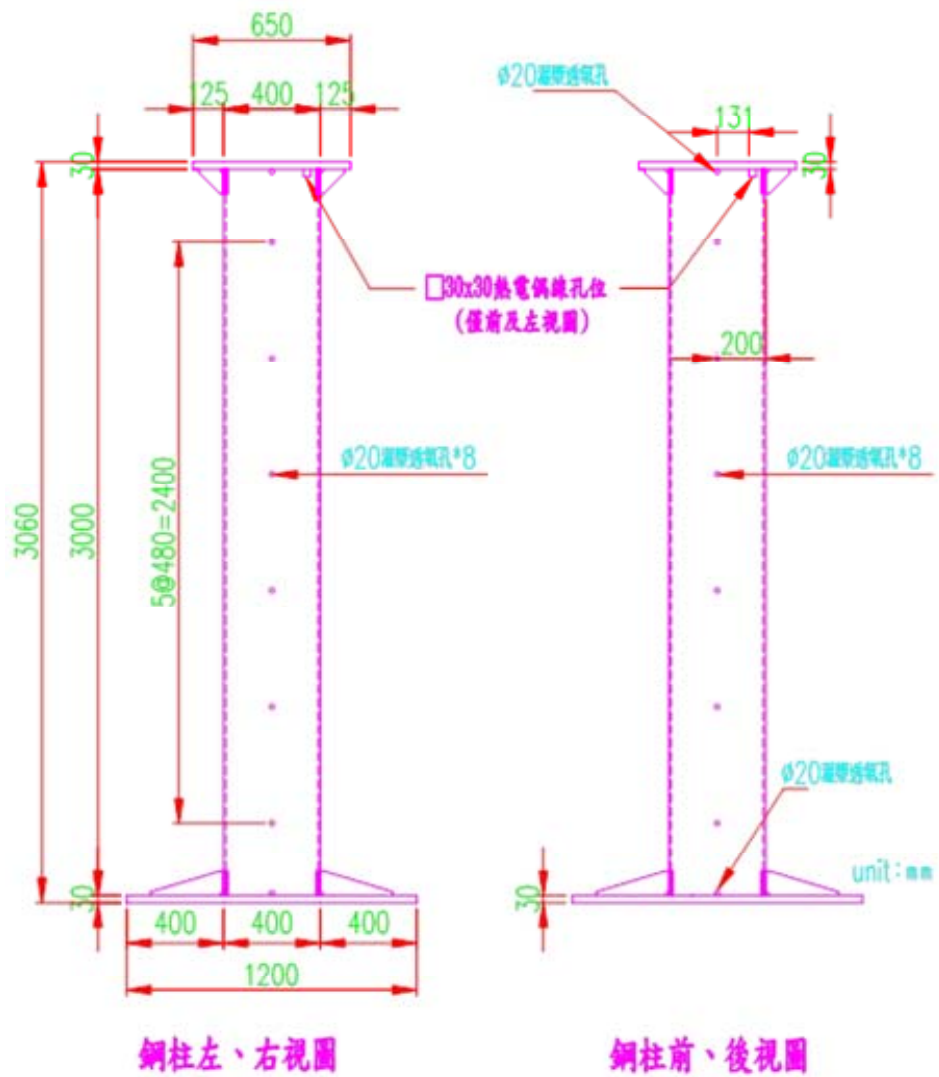 650
125 400 125
30
ø20灌漿透氣孔
131
30
□30x30熱電偶線孔位
(僅前及左視圖)
200
ø20灌漿透氣孔*8
ø20灌漿透氣孔*8
3060
3000
5@480=2400
ø20灌漿透氣孔
unit:mm
30
400 400 400
1200
30
鋼柱左、右視圖
鋼柱前、後視圖